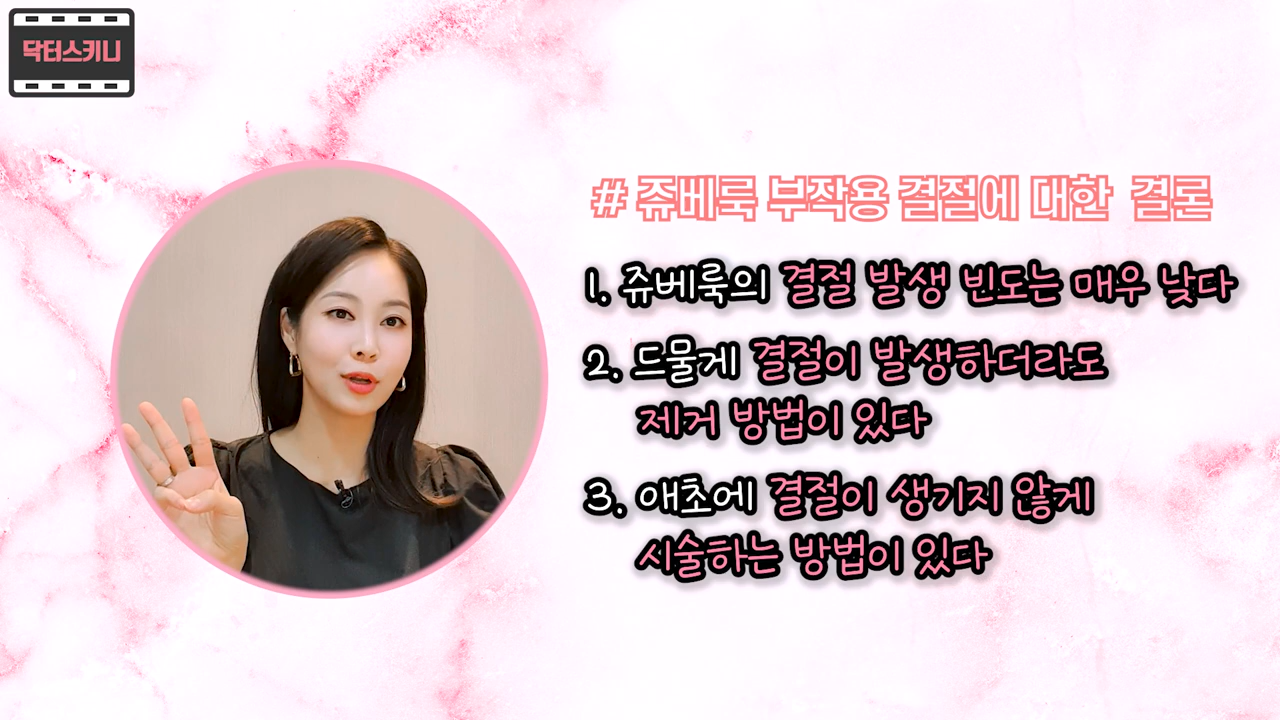 닥터스키니
# 쥬베룩 부작용 결절에 대한 결론
1. 쥬베룩의 결절 발생 빈도는 매우 낮다
2. 드물게 결절이 발생하더라도
제거 방법이 있다
3. 애초에 결절이 생기지 않게
시술하는 방법이 있다